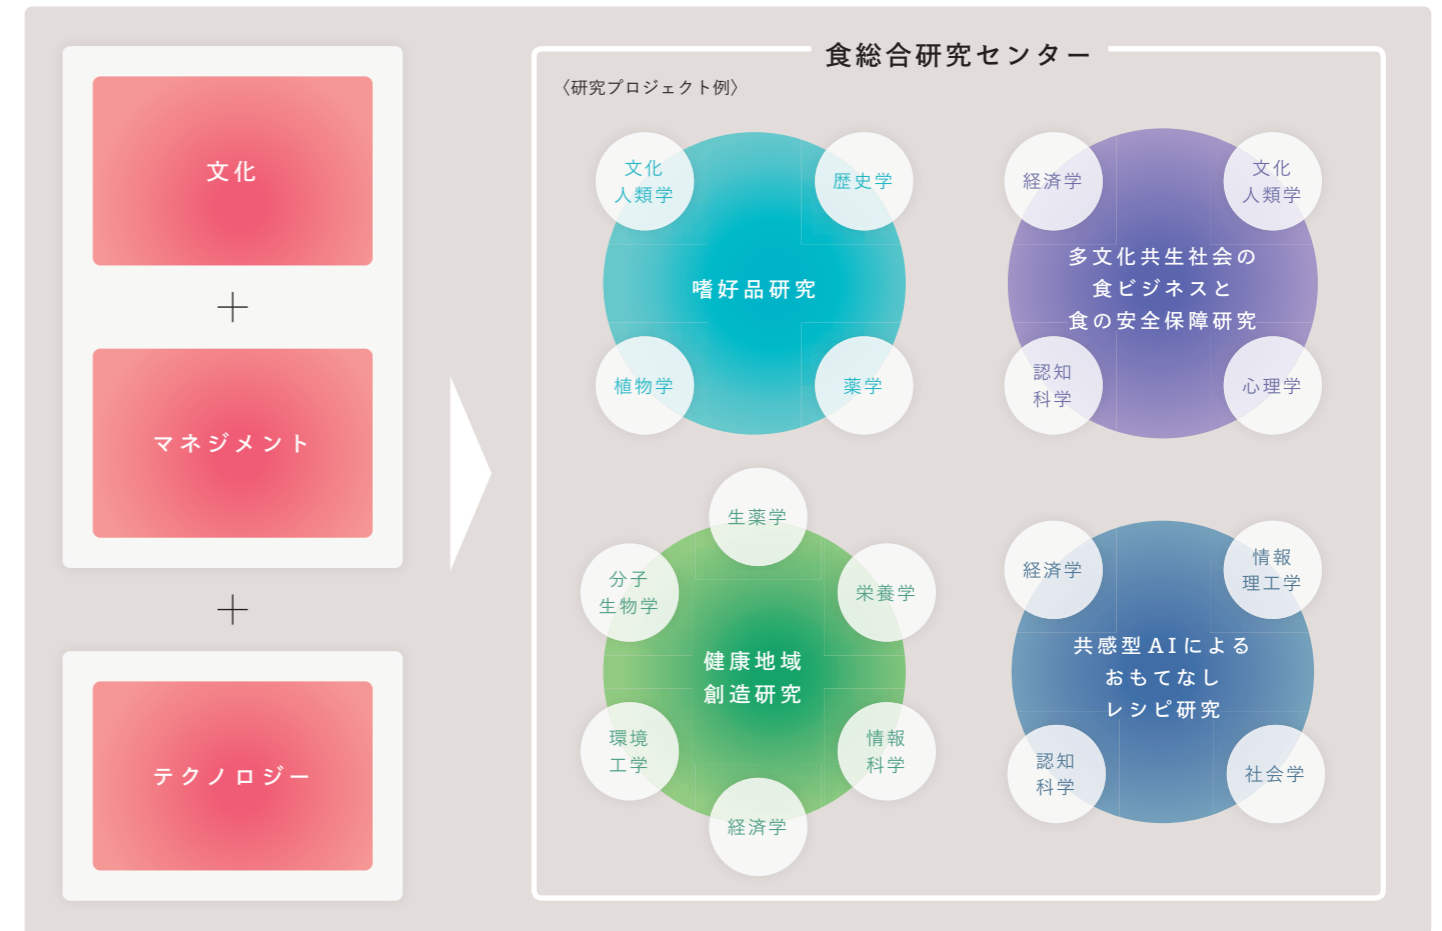 文化
マネジメント
テクノロジー
食総合研究センター
〈研究プロジェクト例〉
文化
人類学
歴史学
嗜好品研究
植物学
薬学
経済学
文化
人類学
多文化共生社会の
食ビジネスと
食の安全保障研究
認知
科学
心理学
生薬学
分子
生物学
栄養学
健康地域
創造研究
環境
工学
情報
科学
経済学
経済学
情報
理工学
共感型AIによる
おもてなし
レシピ研究
認知
科学
社会学